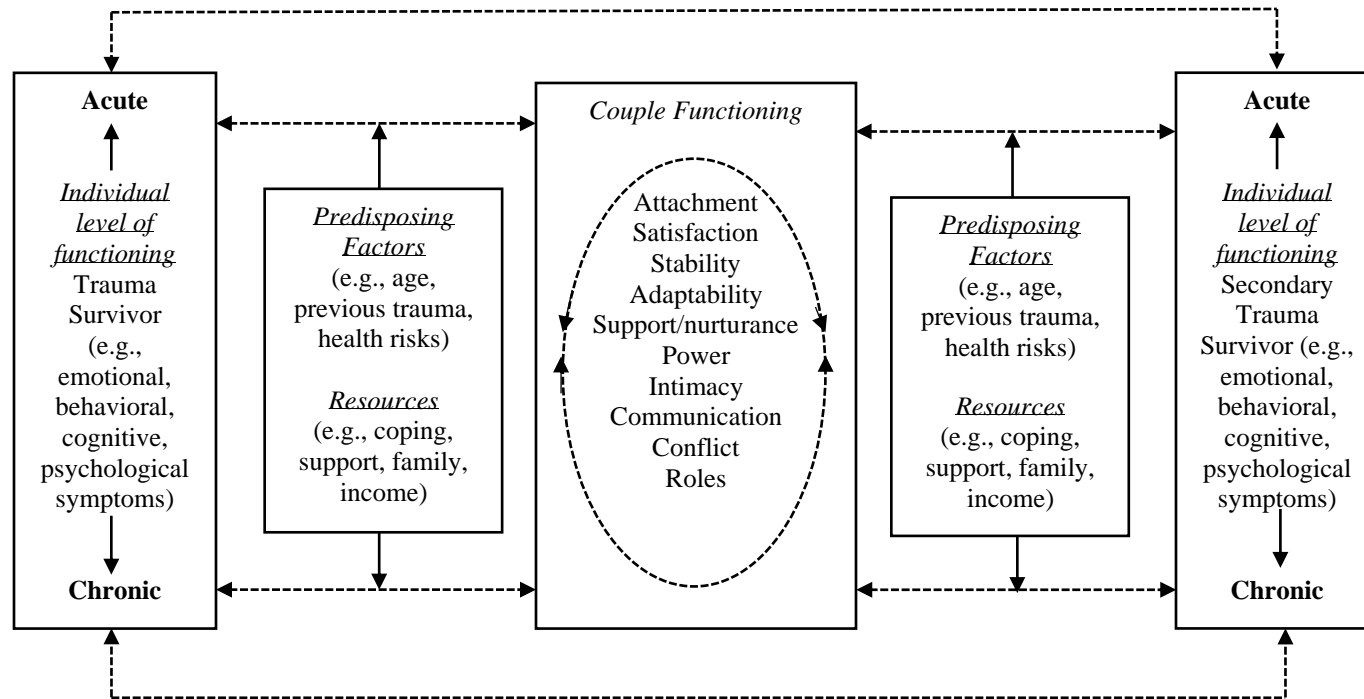 Acute
Individual
level of
functioning
Trauma
Survivor
(e.g.,
emotional,
behavioral,
cognitive,
psychological
symptoms)
Chronic
Predisposing
Factors
(e.g., age,
previous trauma,
health risks)
Resources
(e.g., coping,
support, family,
income)
Couple Functioning
Attachment
Satisfaction
Stability
Adaptability
Support/nurturance
Power
Intimacy
Communication
Conflict
Roles
Predisposing
Factors
(e.g., age,
previous trauma,
health risks)
Resources
(e.g., coping,
support, family,
income)
Acute
Individual
level of
functioning
Secondary
Trauma
Survivor (e.g.,
emotional,
behavioral,
cognitive,
psychological
symptoms)
Chronic